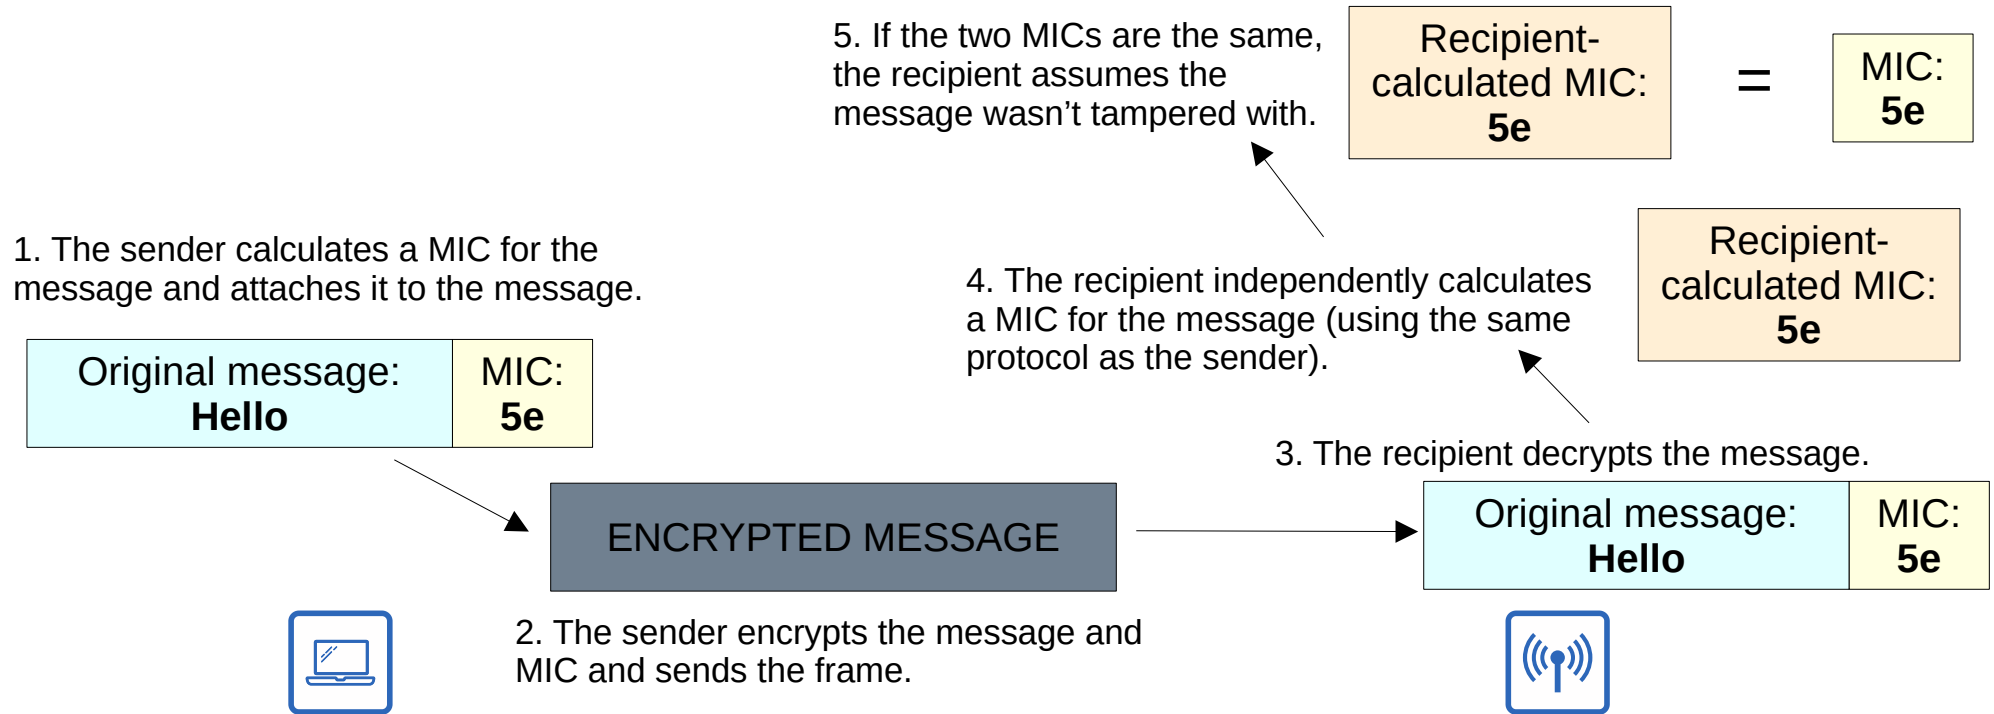 1. The sender calculates a MIC for the
message and attaches it to the message.
Original message:
Hello
MIC:
5e
ENCRYPTED MESSAGE
2. The sender encrypts the message and
MIC and sends the frame.
3. The recipient decrypts the message.
Original message:
Hello
MIC:
5e
4. The recipient independently calculates
a MIC for the message (using the same
protocol as the sender).
Recipient-
calculated MIC:
5e
5. If the two MICs are the same,
the recipient assumes the
message wasn’t tampered with.
Recipient-
calculated MIC:
5e
=
MIC:
5e